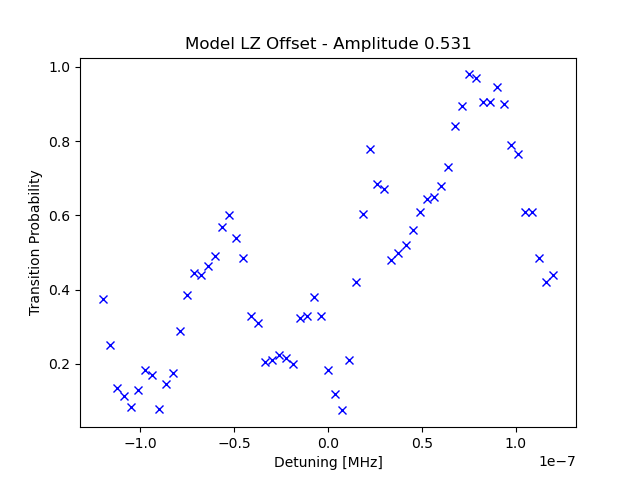 Model LZ Offset - Amplitude 0.531
1.0
0.8
0.6
0.4
0.2
Transition Probability
−1.0 −0.5 0.0 0.5 1.0
1e−7
Detuning [MHz]